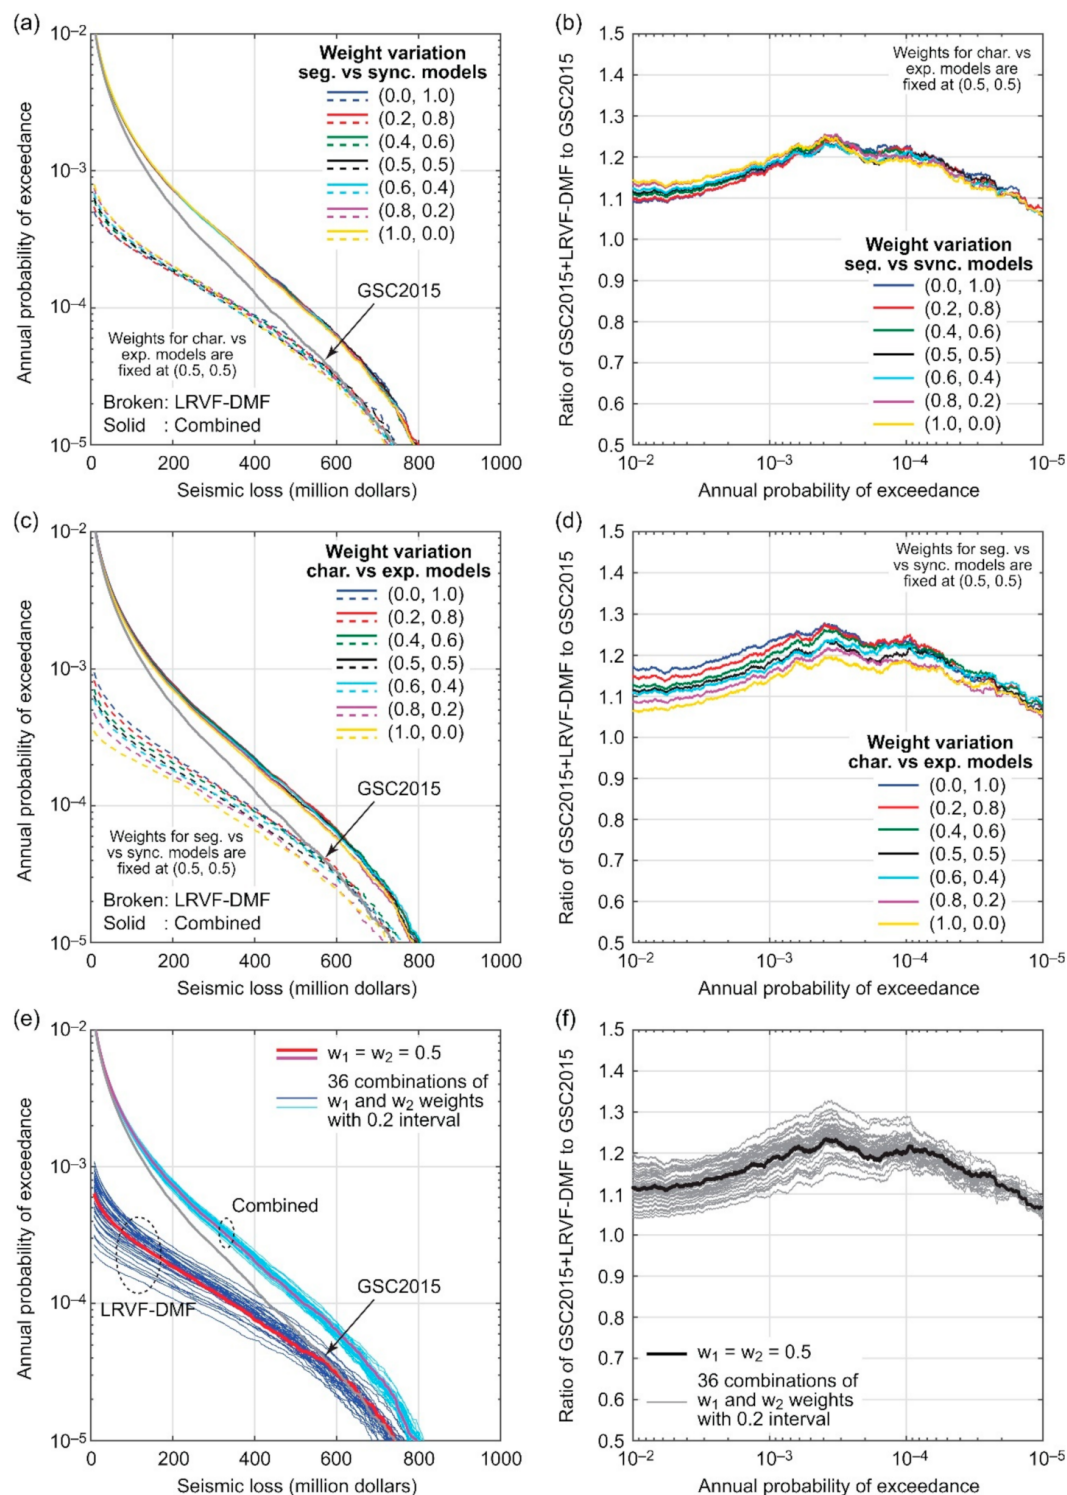 (a)
10–2
10–3
10–4
10–5
Annual probability of exceedance
Weight variation
seg. vs sync. models
(0.0, 1.0)
(0.2, 0.8)
(0.4, 0.6)
(0.5, 0.5)
(0.6, 0.4)
(0.8, 0.2)
(1.0, 0.0)
GSC2015
Weights for char. vs
exp. models are
fixed at (0.5, 0.5)
Broken: LRVF-DMF
Solid : Combined
0 200 400 600 800 1000
Seismic loss (million dollars)
(b)
1.5
1.4
1.3
1.2
1.1
1.0
0.9
0.8
0.7
0.6
0.5
Ratio of GSC2015+LRVF-DMF to GSC2015
Weights for char. vs
exp. models are
fixed at (0.5, 0.5)
Weight variation
seg. vs sync. models
(0.0, 1.0)
(0.2, 0.8)
(0.4, 0.6)
(0.5, 0.5)
(0.6, 0.4)
(0.8, 0.2)
(1.0, 0.0)
10–2 10–3 10–4 10–5
Annual probability of exceedance
(c)
10–2
10–3
10–4
10–5
Annual probability of exceedance
Weight variation
char. vs exp. models
(0.0, 1.0)
(0.2, 0.8)
(0.4, 0.6)
(0.5, 0.5)
(0.6, 0.4)
(0.8, 0.2)
(1.0, 0.0)
GSC2015
Weights for seg. vs
vs sync. models are
fixed at (0.5, 0.5)
Broken: LRVF-DMF
Solid : Combined
0 200 400 600 800 1000
Seismic loss (million dollars)
(d)
1.5
1.4
1.3
1.2
1.1
1.0
0.9
0.8
0.7
0.6
0.5
Ratio of GSC2015+LRVF-DMF to GSC2015
Weights for seg. vs
vs sync. models are
fixed at (0.5, 0.5)
Weight variation
char. vs exp. models
(0.0, 1.0)
(0.2, 0.8)
(0.4, 0.6)
(0.5, 0.5)
(0.6, 0.4)
(0.8, 0.2)
(1.0, 0.0)
10–2 10–3 10–4 10–5
Annual probability of exceedance
(e)
10–2
10–3
10–4
10–5
Annual probability of exceedance
w1 = w2 = 0.5
36 combinations of
w1 and w2 weights
with 0.2 interval
Combined
GSC2015
LRVF-DMF
0 200 400 600 800 1000
Seismic loss (million dollars)
(f)
1.5
1.4
1.3
1.2
1.1
1.0
0.9
0.8
0.7
0.6
0.5
Ratio of GSC2015+LRVF-DMF to GSC2015
w1 = w2 = 0.5
36 combinations of
w1 and w2 weights
with 0.2 interval
10–2 10–3 10–4 10–5
Annual probability of exceedance